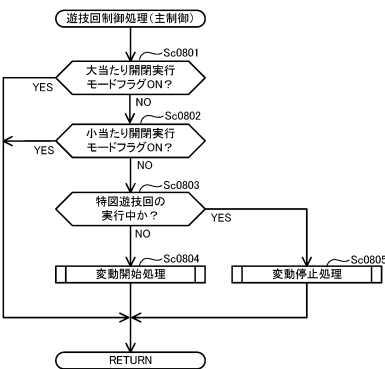 遊技回制御処理(主制御)
Sc0801
大当たり開閉実行
モードフラグON?
YES
NO
Sc0802
小当たり開閉実行
モードフラグON?
YES
NO
Sc0803
特図遊技回の
実行中か?
YES
NO
Sc0804
変動開始処理
Sc0805
変動停止処理
RETURN